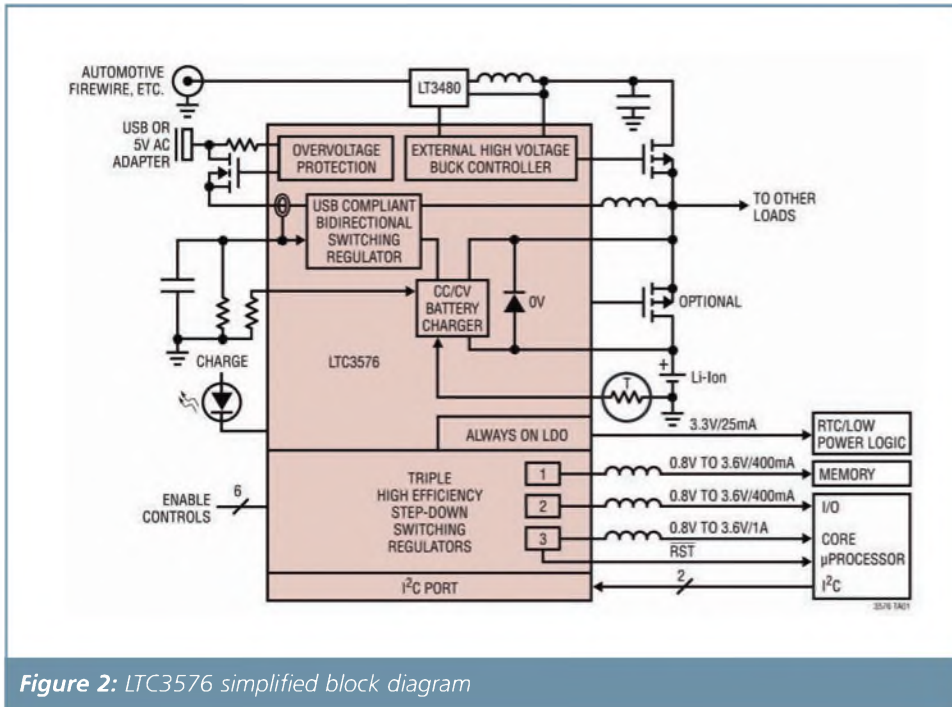 AUTOMOTIVE
FIREWIRE, ETC.
LT3480
USB OR
5V AC
ADAPTER
OVERVOLTAGE
PROTECTION
EXTERNAL HIGH VOLTAGE
BUCK CONTROLLER
USB COMPLIANT
BIDIRECTIONAL
SWITCHING
REGULATOR
TO OTHER
LOADS
CC/CV
BATTERY
CHARGER
0V
OPTIONAL
LTC3576
CHARGE
T
+
Li-Ion
ALWAYS ON LDO
3.3V/25mA
RTC/LOW
POWER LOGIC
TRIPLE
HIGH EFFICIENCY
STEP-DOWN
SWITCHING
REGULATORS
1
0.8V TO 3.6V/400mA
MEMORY
ENABLE
CONTROLS
6
2
0.8V TO 3.6V/400mA
I/O
3
0.8V TO 3.6V/1A
CORE
RST
µPROCESSOR
I²C PORT
2
I²C
3576 TA01
Figure 2: LTC3576 simplified block diagram